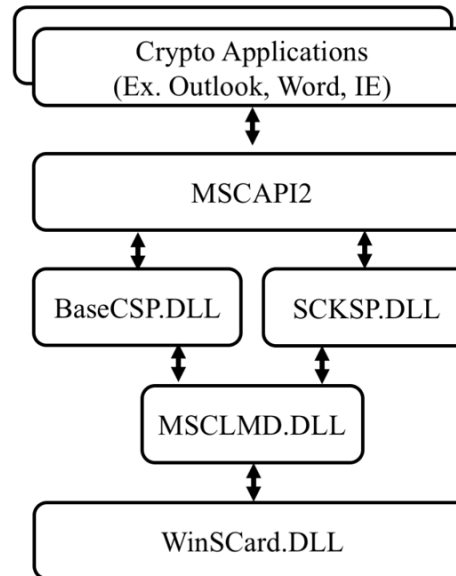 Crypto Applications
(Ex. Outlook, Word, IE)
MSCAPI2
BaseCSP.DLL
SCKSP.DLL
MSCLMD.DLL
WinSCard.DLL